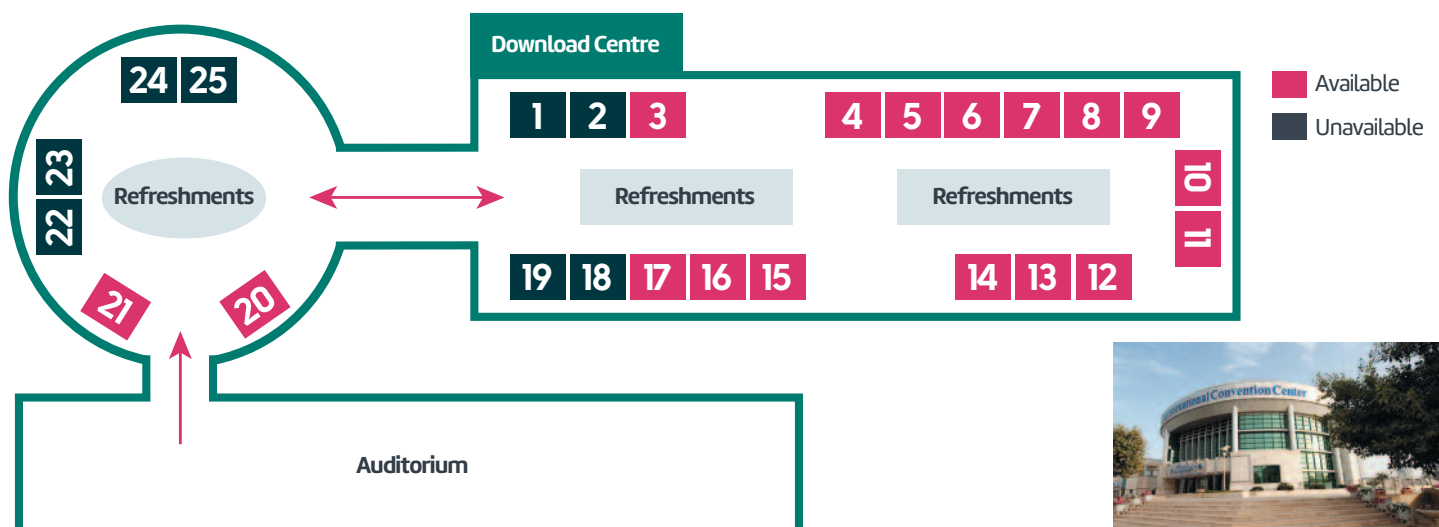 Download Centre
24 25
1 2 3
4 5 6 7 8 9
Available
Unavailable
23
22
Refreshments
Refreshments
Refreshments
10
11
21
20
19 18 17 16 15
14 13 12
Auditorium
International Convention Center